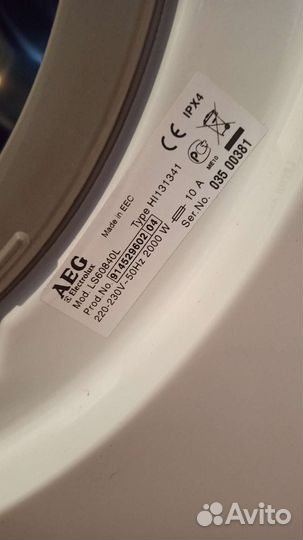 AEG
Electrolux
Made in EEC
IPX4
Mod. LS60840L Type HI131341
ME10
Prod.No. 914529602 04
220-230V~50Hz 2000 W 10 A
Ser.No. 035 00381
Avito